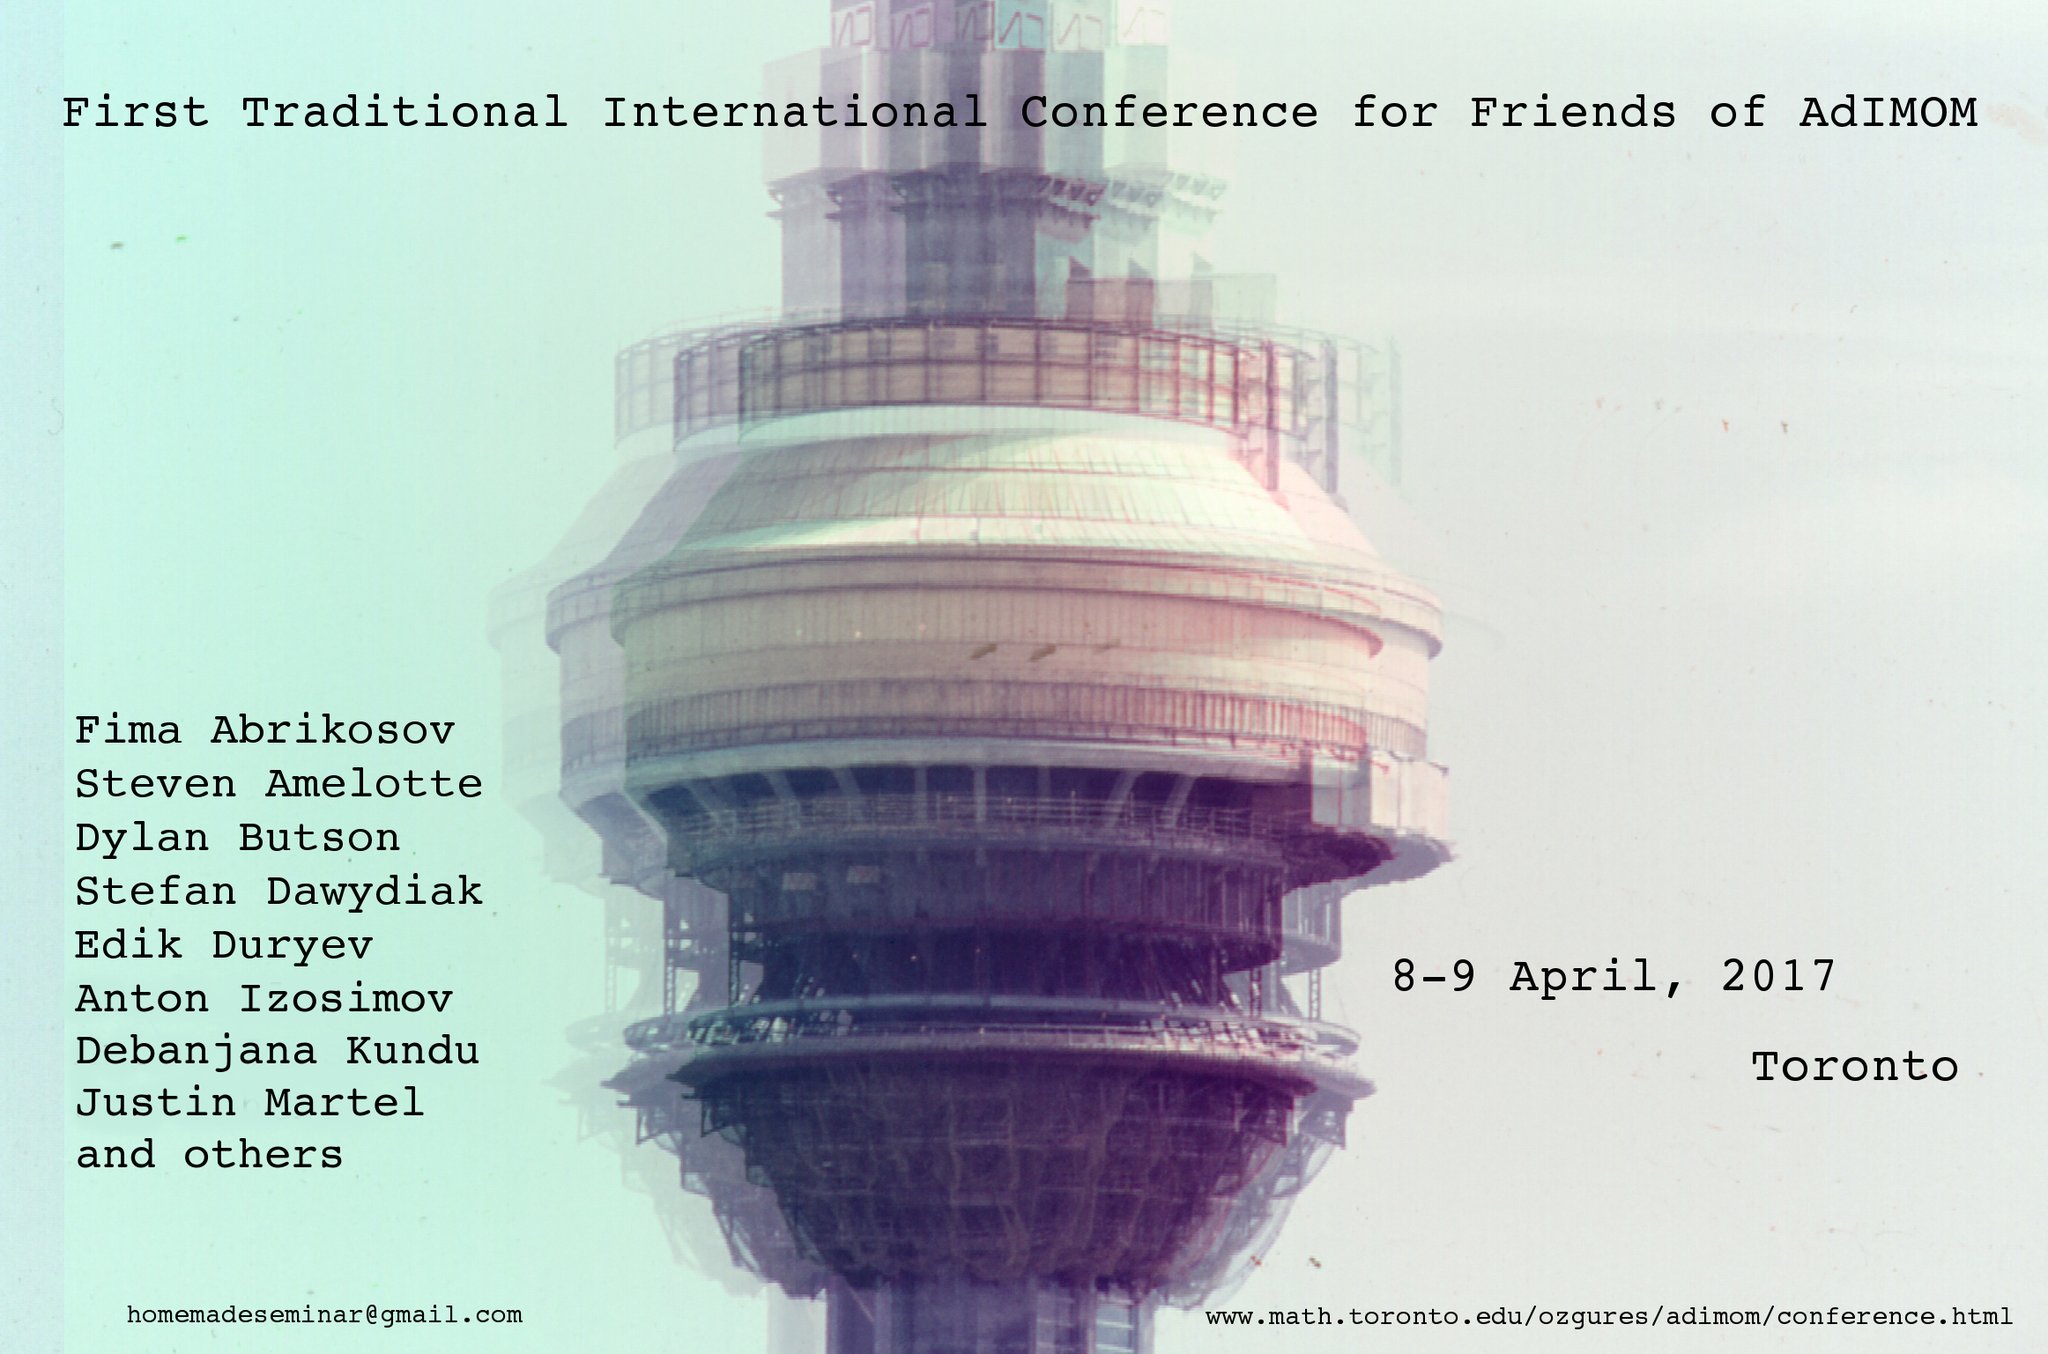 First Traditional International Conference for Friends of AdIMOM
Fima Abrikosov
Steven Amelotte
Dylan Butson
Stefan Dawydiak
Edik Duryev
Anton Izosimov
Debanjana Kundu
Justin Martel
and others
8-9 April, 2017
Toronto
homemadeseminar@gmail.com
www.math.toronto.edu/ozgures/adimom/conference.html